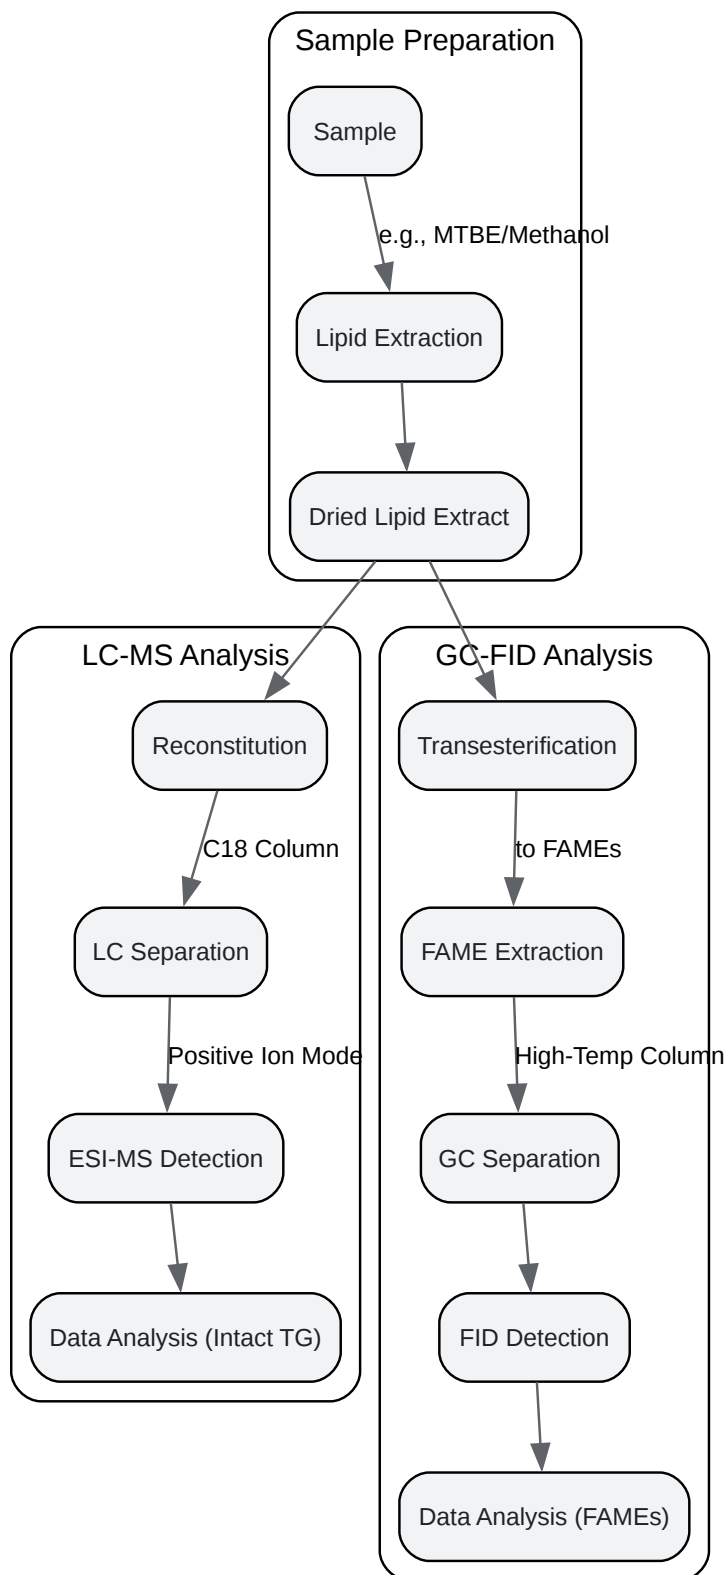 Sample Preparation
Sample
e.g., MTBE/Methanol
Lipid Extraction
Dried Lipid Extract
LC-MS Analysis
Reconstitution
C18 Column
LC Separation
Positive Ion Mode
ESI-MS Detection
Data Analysis (Intact TG)
GC-FID Analysis
Transesterification
to FAMEs
FAME Extraction
High-Temp Column
GC Separation
FID Detection
Data Analysis (FAMEs)